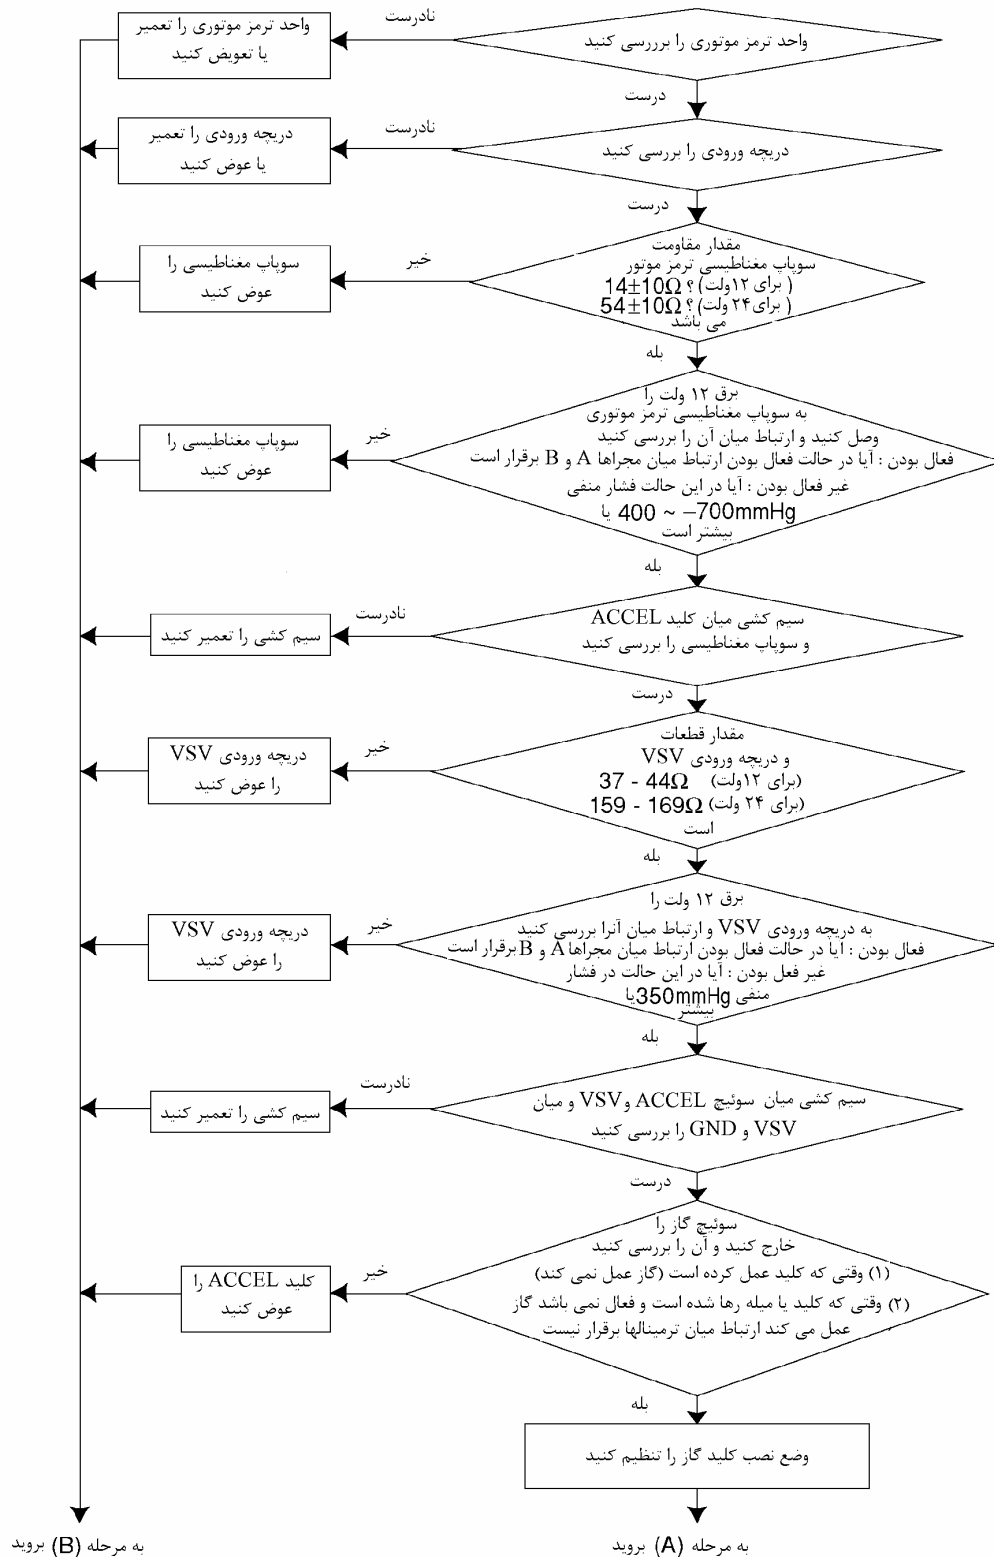 واحد ترمز موتوری را بررررسی کنید
نادرست
واحد ترمز موتوری را تعمیر
یا تعویض کنید
درست
دریچه ورودی را بررسی کنید
نادرست
دریچه ورودی را تعمیر
یا عوض کنید
درست
مقدار مقاومت
سوپاپ مغناطیسی ترمز موتور
( برای ۱۲ ولت) ؟ 14±10Ω
( برای ۲۴ ولت) ؟ 54±10Ω
می باشد
خیر
سوپاپ مغناطیسی را
عوض کنید
بله
برق ۱۲ ولت را
به سوپاپ مغناطیسی ترمز موتوری
وصل کنید و ارتباط میان آن را بررسی کنید
فعال بودن : آیا در حالت فعال بودن ارتباط میان مجراها A و B برقرار است
غیر فعال بودن : آیا در این حالت فشار منفی
400 ~ –700mmHg یا
بیشتر است
خیر
سوپاپ مغناطیسی را
عوض کنید
بله
سیم کشی میان کلید ACCEL
و سوپاپ مغناطیسی را بررسی کنید
نادرست
سیم کشی را تعمیر کنید
درست
مقدار قطعات
و دریچه ورودی VSV
(برای ۱۲ولت) 37 - 44Ω
(برای ۲۴ ولت) 159 - 169Ω
است
خیر
دریچه ورودی VSV
را عوض کنید
بله
برق ۱۲ ولت را
به دریچه ورودی VSV و ارتباط میان آنرا بررسی کنید
فعال بودن : آیا در حالت فعال بودن ارتباط میان مجراها A و B برقرار است
غیر فعل بودن : آیا در این حالت در فشار
منفی 350mmHg یا
بیشتر
خیر
دریچه ورودی VSV
را عوض کنید
بله
سیم کشی میان سوئیچ ACCEL و VSV و میان
VSV و GND را بررسی کنید
نادرست
سیم کشی را تعمیر کنید
درست
سوئیچ گاز را
خارج کنید و آن را بررسی کنید
(۱) وقتی که کلید عمل کرده است (گاز عمل نمی کند)
(۲) وقتی که کلید یا میله رها شده است و فعال نمی باشد گاز
عمل می کند ارتباط میان ترمینالها برقرار نیست
خیر
کلید ACCEL را
عوض کنید
بله
وضع نصب کلید گاز را تنظیم کنید
به مرحله (A) بروید
به مرحله (B) بروید